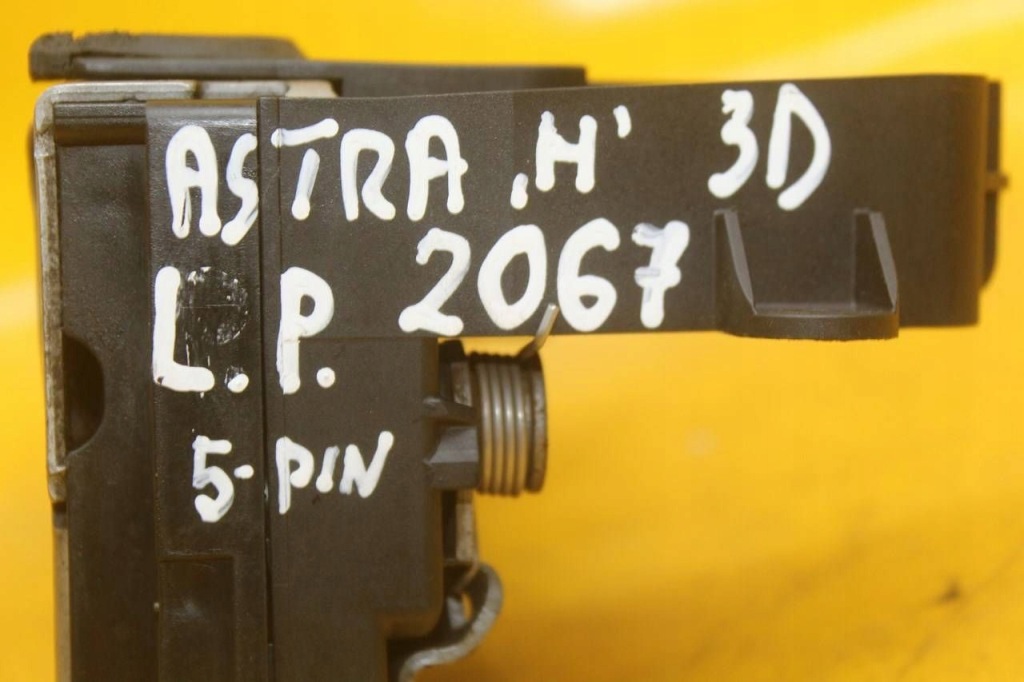 ASTRA ,H' 3D
L.P. 2067
5-PIN